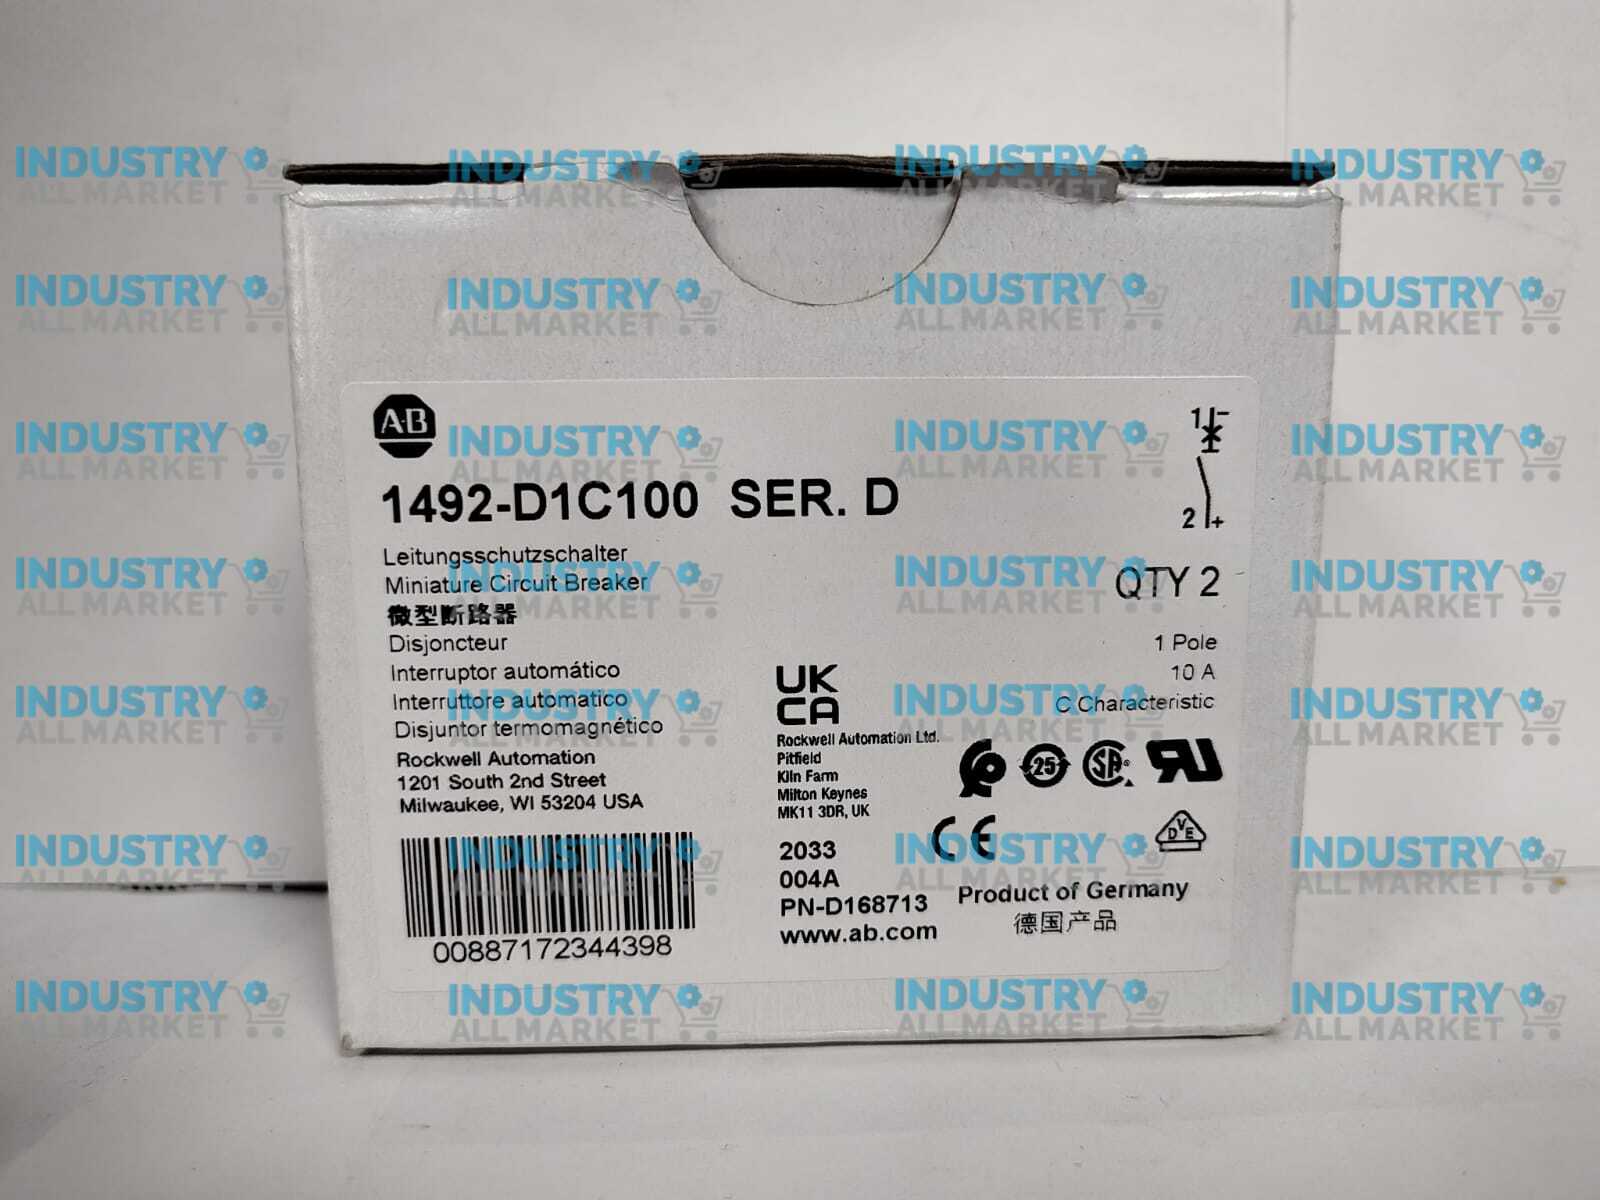 A-B
1492-D1C100 SER. D
Leitungsschutzschalter
Miniature Circuit Breaker
微型断路器
Disjoncteur
Interruptor automático
Interruttore automatico
Disjuntor termomagnético
Rockwell Automation
1201 South 2nd Street
Milwaukee, WI 53204 USA
00887172344398
1
2
+
QTY 2
1 Pole
10 A
C Characteristic
UK
CA
Rockwell Automation Ltd.
Pitfield
Kiln Farm
Milton Keynes
MK11 3DR, UK
25
SA
CE
DVE
2033
004A
PN-D168713
www.ab.com
Product of Germany
德国产品
INDUSTRY
ALL MARKET